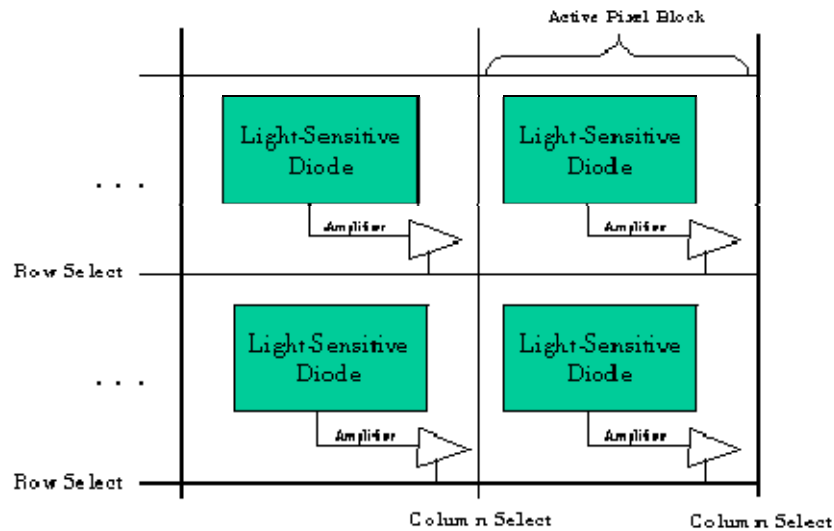 Active Pixel Block
Light-Sensitive
Diode
Light-Sensitive
Diode
. . .
Amplifier
Amplifier
Row Select
Light-Sensitive
Diode
Light-Sensitive
Diode
. . .
Amplifier
Amplifier
Row Select
Column Select
Column Select